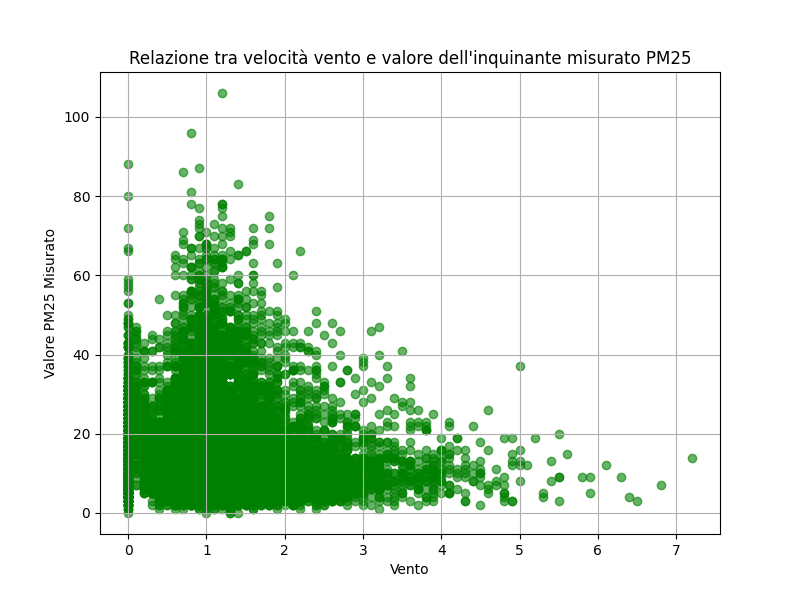 Relazione tra velocità vento e valore dell'inquinante misurato PM25
Valore PM25 Misurato
100
80
60
40
20
0
0 1 2 3 4 5 6 7
Vento